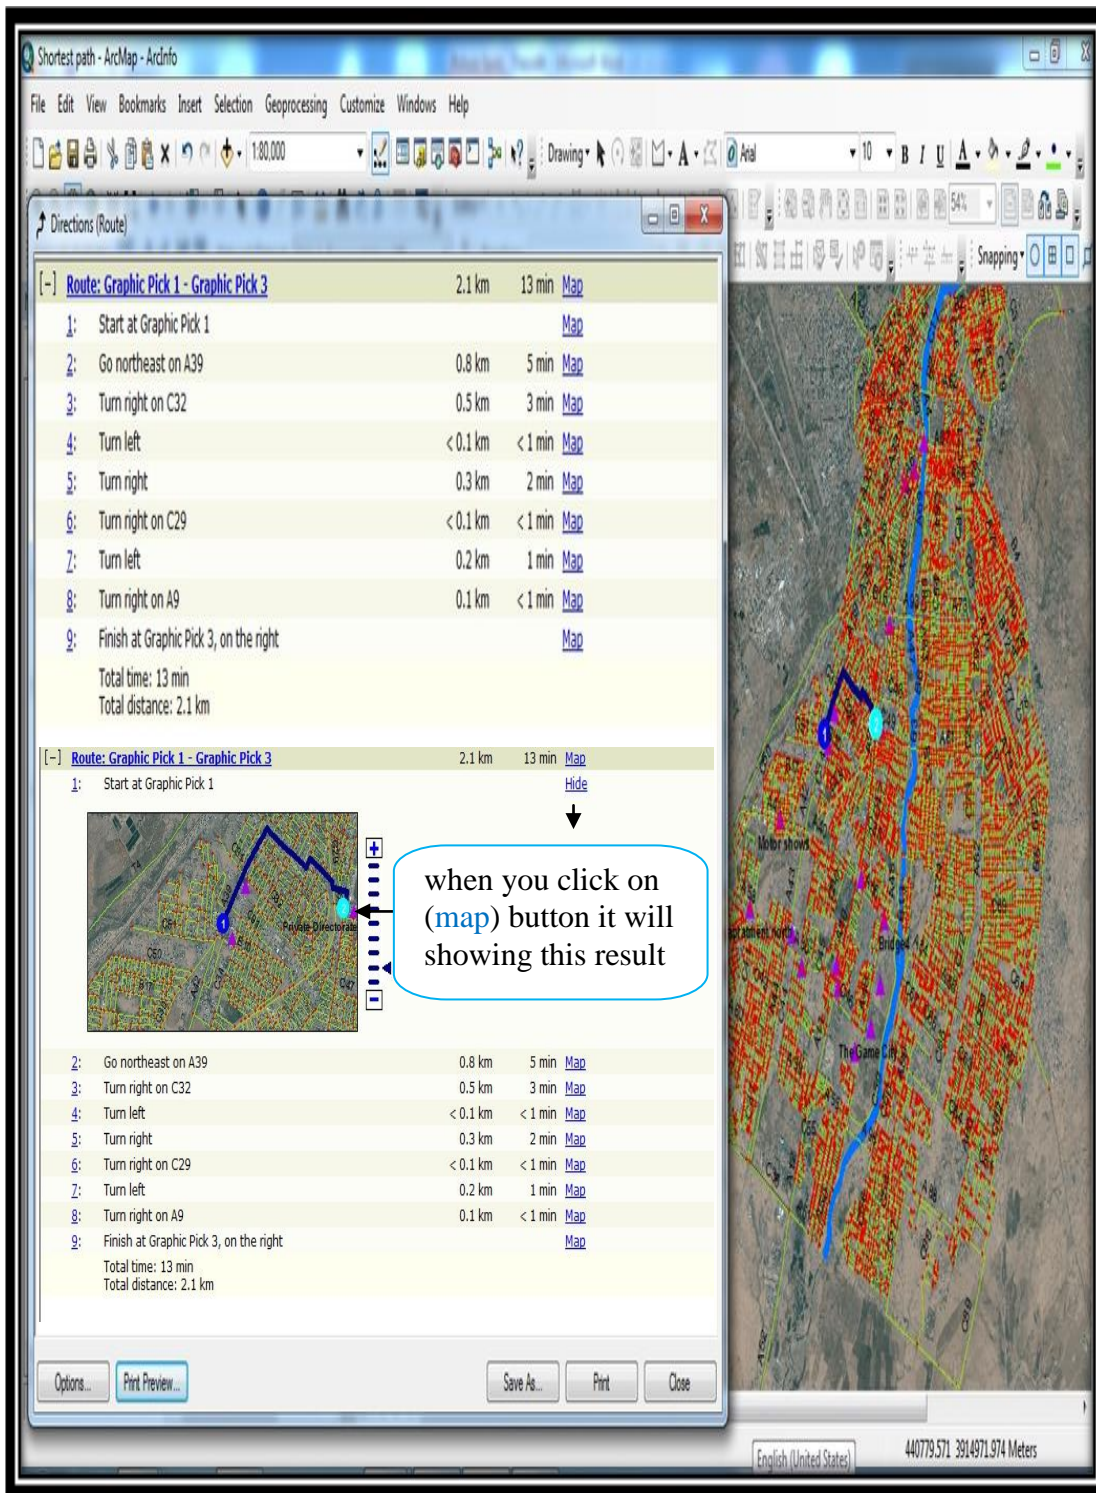 Shortest path - ArcMap - ArcInfo
File Edit View Bookmarks Insert Selection Geoprocessing Customize Windows Help
1:80,000 Drawing A Arial 10 B I U A
54%
Directions (Route)
Snapping
[-] Route: Graphic Pick 1 - Graphic Pick 3 2.1 km 13 min Map
1: Start at Graphic Pick 1 Map
2: Go northeast on A39 0.8 km 5 min Map
3: Turn right on C32 0.5 km 3 min Map
4: Turn left < 0.1 km < 1 min Map
5: Turn right 0.3 km 2 min Map
6: Turn right on C29 < 0.1 km < 1 min Map
7: Turn left 0.2 km 1 min Map
8: Turn right on A9 0.1 km < 1 min Map
9: Finish at Graphic Pick 3, on the right Map
Total time: 13 min
Total distance: 2.1 km
[-] Route: Graphic Pick 1 - Graphic Pick 3 2.1 km 13 min Map
1: Start at Graphic Pick 1 Hide
when you click on
(map) button it will
showing this result
1
2
Private Directorate
C60
B17
C47
2: Go northeast on A39 0.8 km 5 min Map
3: Turn right on C32 0.5 km 3 min Map
4: Turn left < 0.1 km < 1 min Map
5: Turn right 0.3 km 2 min Map
6: Turn right on C29 < 0.1 km < 1 min Map
7: Turn left 0.2 km 1 min Map
8: Turn right on A9 0.1 km < 1 min Map
9: Finish at Graphic Pick 3, on the right Map
Total time: 13 min
Total distance: 2.1 km
Options... Print Preview... Save As... Print Close
1
2
Motor shows
Bridge4
The Game City
A62
English (United States) 440779.571 3914971.974 Meters